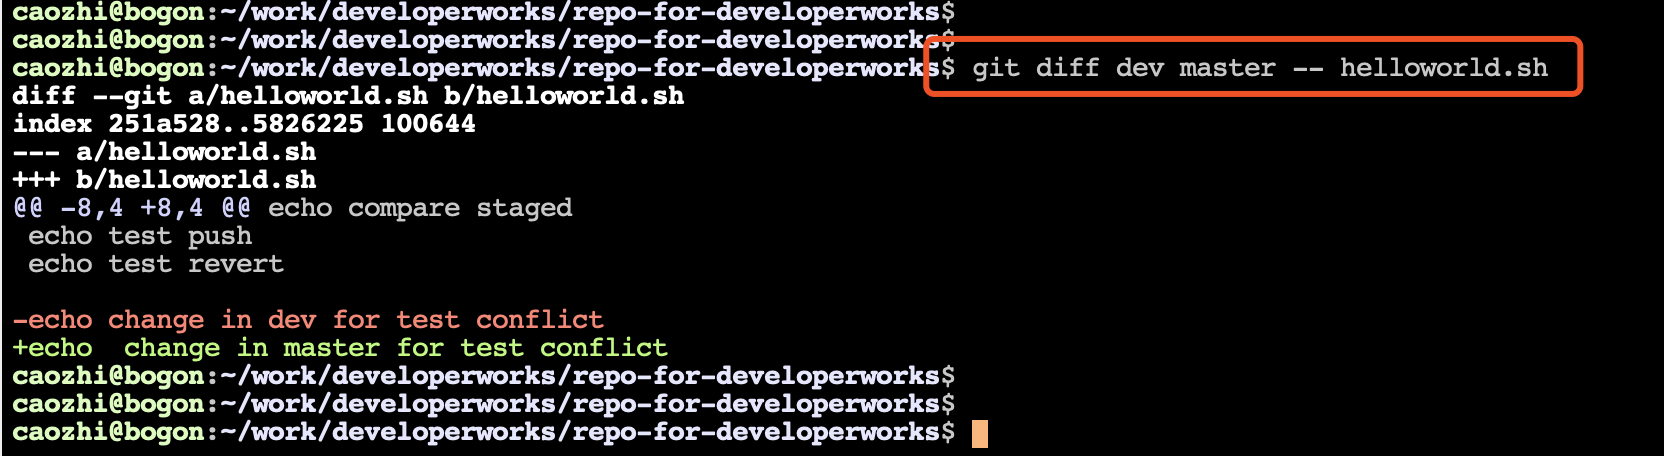 caozhi@bogon:~/work/developerworks/repo-for-developerworks$
caozhi@bogon:~/work/developerworks/repo-for-developerworks$
caozhi@bogon:~/work/developerworks/repo-for-developerworks$ git diff dev master -- helloworld.sh
diff --git a/helloworld.sh b/helloworld.sh
index 251a528..5826225 100644
--- a/helloworld.sh
+++ b/helloworld.sh
@@ -8,4 +8,4 @@ echo compare staged
 echo test push
 echo test revert

-echo change in dev for test conflict
+echo  change in master for test conflict
caozhi@bogon:~/work/developerworks/repo-for-developerworks$
caozhi@bogon:~/work/developerworks/repo-for-developerworks$
caozhi@bogon:~/work/developerworks/repo-for-developerworks$